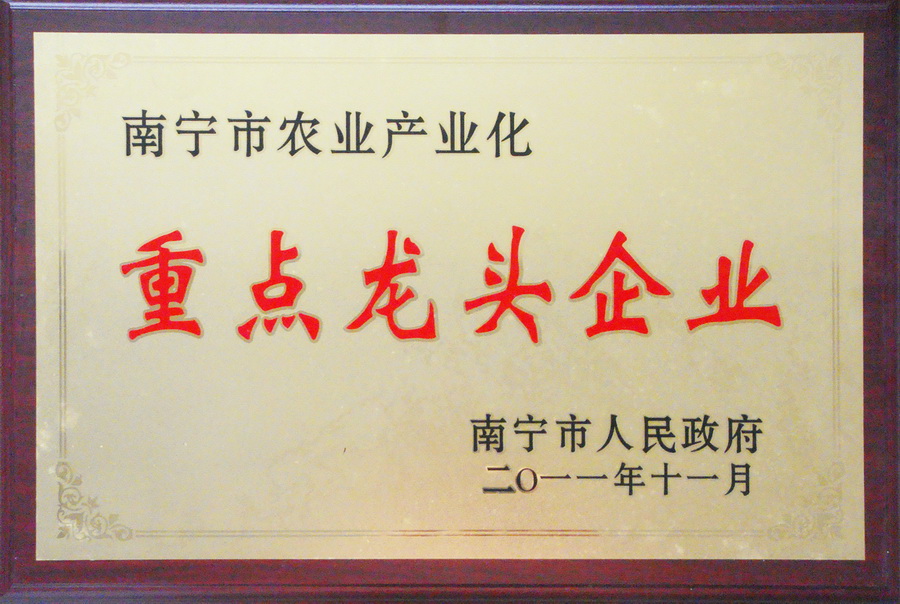 南宁市农业产业化
重点龙头企业
南宁市人民政府
二〇一一年十一月